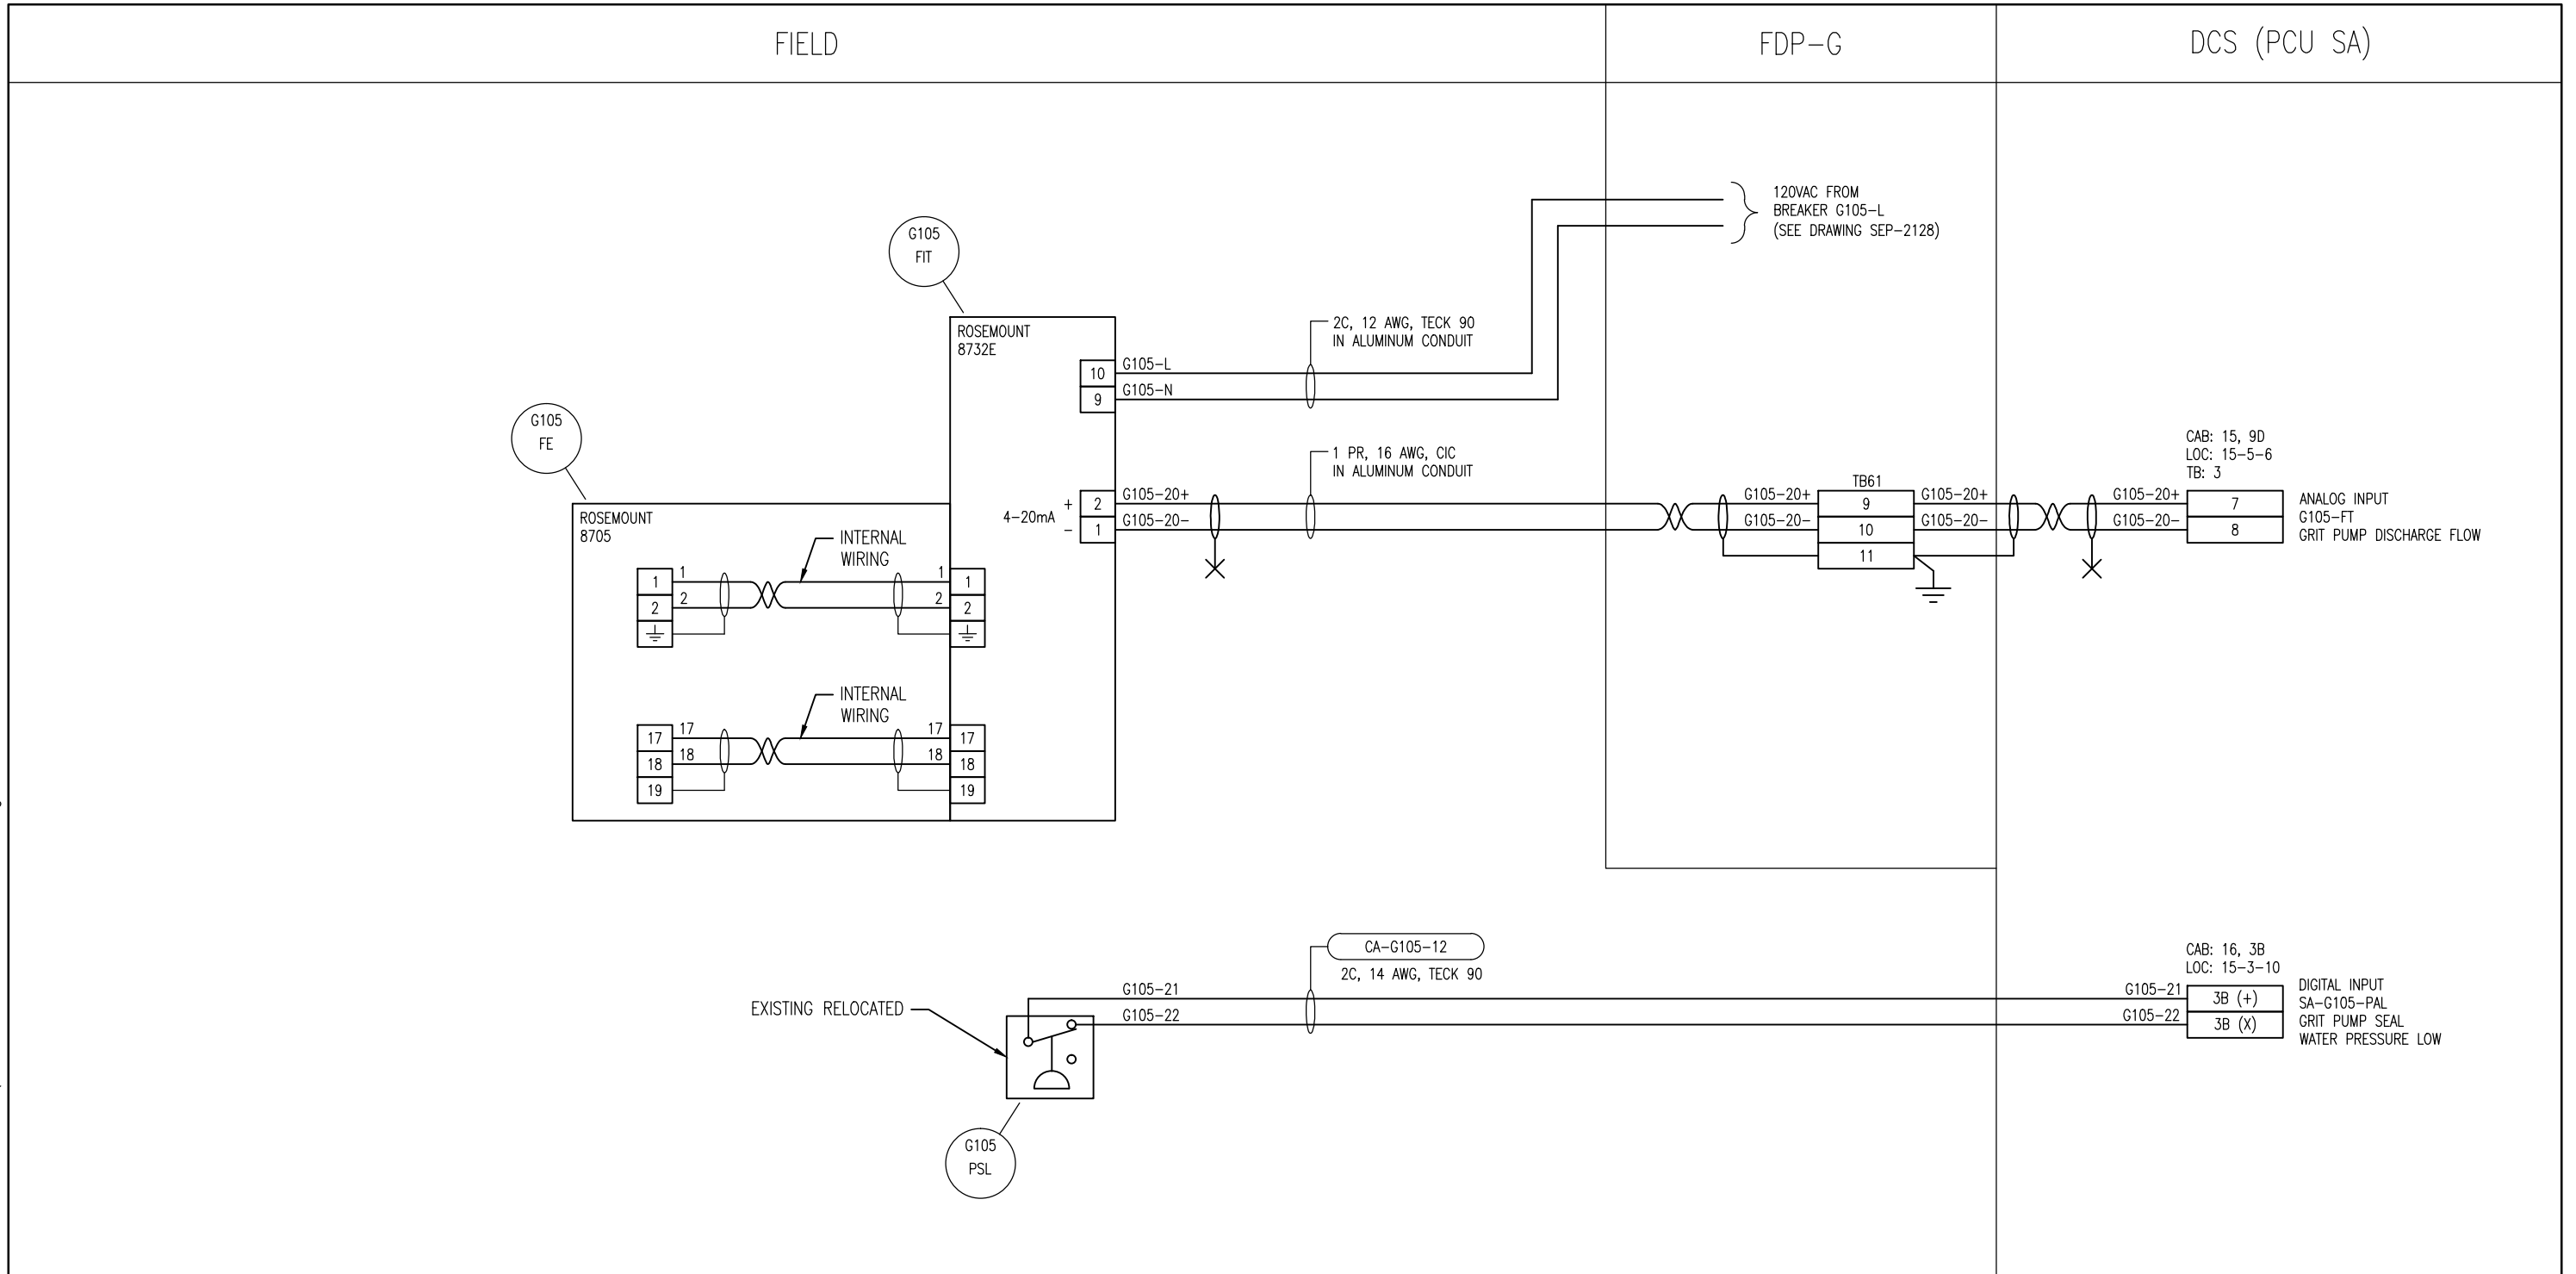 FIELD
FDP-G
DCS (PCU SA)
120VAC FROM
BREAKER G105-L
(SEE DRAWING SEP-2128)
G105
FIT
ROSEMOUNT
8732E
2C, 12 AWG, TECK 90
IN ALUMINUM CONDUIT
10
G105-L
9
G105-N
G105
FE
1 PR, 16 AWG, CIC
IN ALUMINUM CONDUIT
CAB: 15, 9D
LOC: 15-5-6
TB: 3
TB61
4-20mA
+ 2 G105-20+ G105-20+ 9 G105-20+ G105-20+ 7
- 1 G105-20- G105-20- 10 G105-20- G105-20- 8
11
ANALOG INPUT
G105-FT
GRIT PUMP DISCHARGE FLOW
ROSEMOUNT
8705
INTERNAL
WIRING
1 1 1 1
2 2 2 2
INTERNAL
WIRING
17 17 17 17
18 18 18 18
19 19
CA-G105-12
2C, 14 AWG, TECK 90
CAB: 16, 3B
LOC: 15-3-10
EXISTING RELOCATED
G105-21 G105-21 3B (+)
G105-22 G105-22 3B (X)
DIGITAL INPUT
SA-G105-PAL
GRIT PUMP SEAL
WATER PRESSURE LOW
G105
PSL